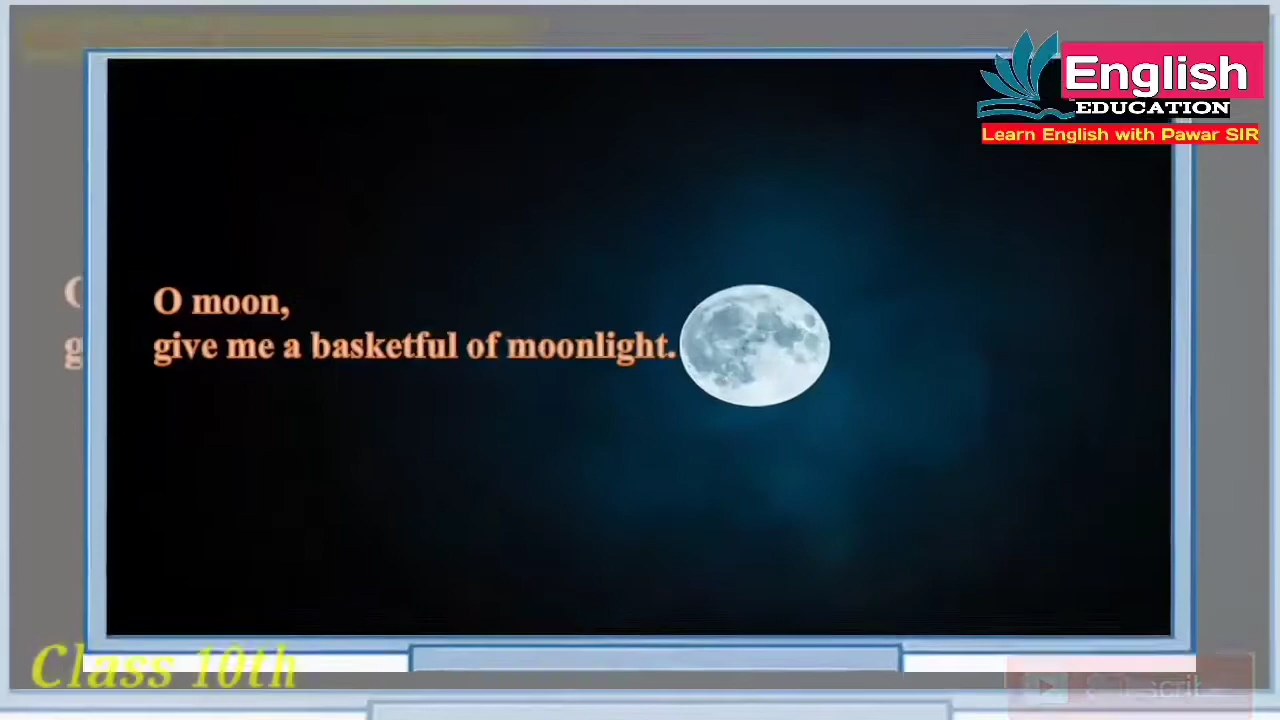 English
EDUCATION
Learn English with Pawar SIR
O moon,
give me a basketful of moonlight.
Class 10th